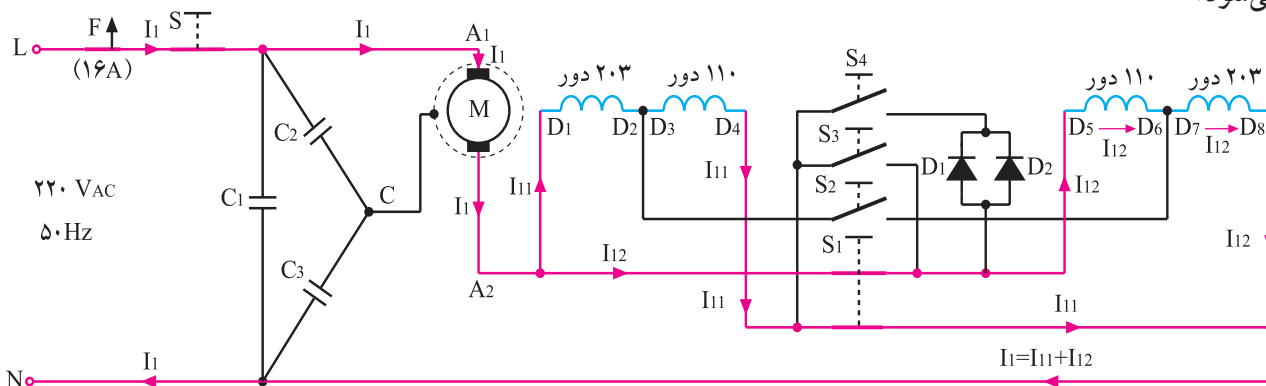 می‌شود.
L F I1 S I1 A1 I1
(۱۶A)
M
۲۰۳ دور ۱۱۰ دور
D1 D2 D3 D4
S4
S3
S2
S1
D1 D2
۱۱۰ دور ۲۰۳ دور
D5 D6 D7 D8
I12 I12
C2
C1
C
C3
۲۲۰ VAC
۵۰Hz
I1
I11
I11
I12
I12
A2
I12
I11
I11
I1=I11+I12
N I1